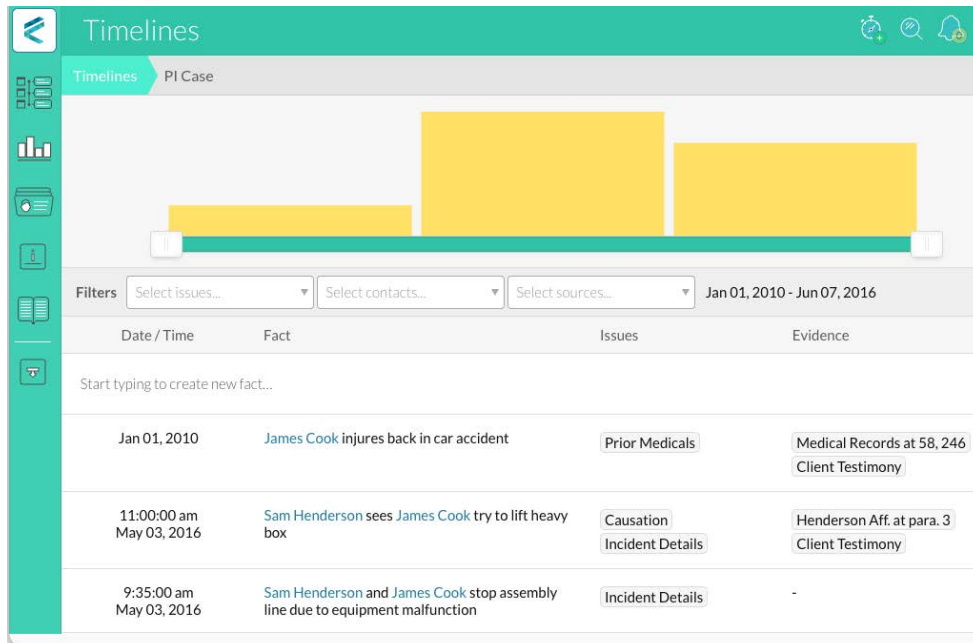 Timelines
Timelines
PI Case
Filters
Select issues...
Select contacts...
Select sources...
Jan 01, 2010 - Jun 07, 2016
Date / Time
Fact
Issues
Evidence
Start typing to create new fact...
Jan 01, 2010
James Cook injures back in car accident
Prior Medicals
Medical Records at 58, 246
Client Testimony
11:00:00 am
May 03, 2016
Sam Henderson sees James Cook try to lift heavy
box
Causation
Incident Details
Henderson Aff. at para. 3
Client Testimony
9:35:00 am
May 03, 2016
Sam Henderson and James Cook stop assembly
line due to equipment malfunction
Incident Details
-